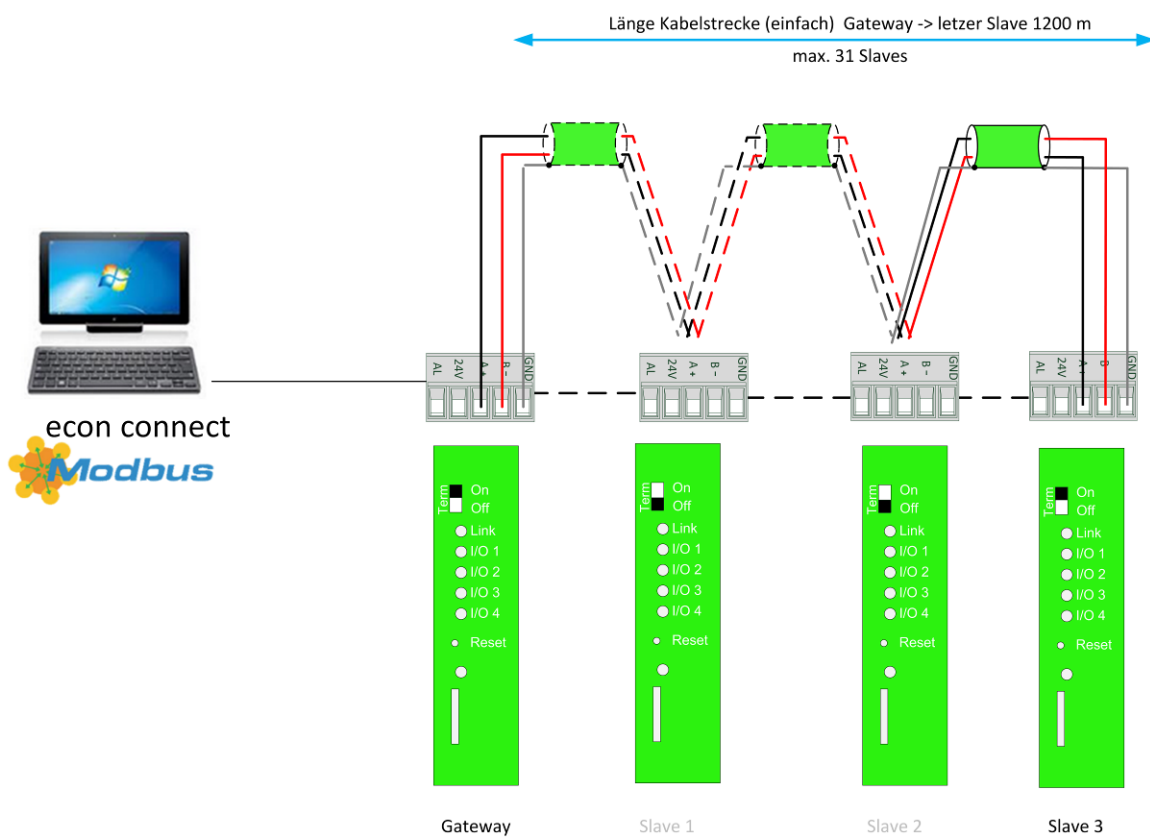 Länge Kabelstrecke (einfach) Gateway -> letzer Slave 1200 m
max. 31 Slaves
AL 24V A+ B- GND
AL 24V A+ B- GND
AL 24V A+ B- GND
AL 24V A+ B GND
econ connect
Modbus
Term On
Off
Link
I/O 1
I/O 2
I/O 3
I/O 4
Reset
Term On
Off
Link
I/O 1
I/O 2
I/O 3
I/O 4
Reset
Term On
Off
Link
I/O 1
I/O 2
I/O 3
I/O 4
Reset
Term On
Off
Link
I/O 1
I/O 2
I/O 3
I/O 4
Reset
Gateway
Slave 1
Slave 2
Slave 3